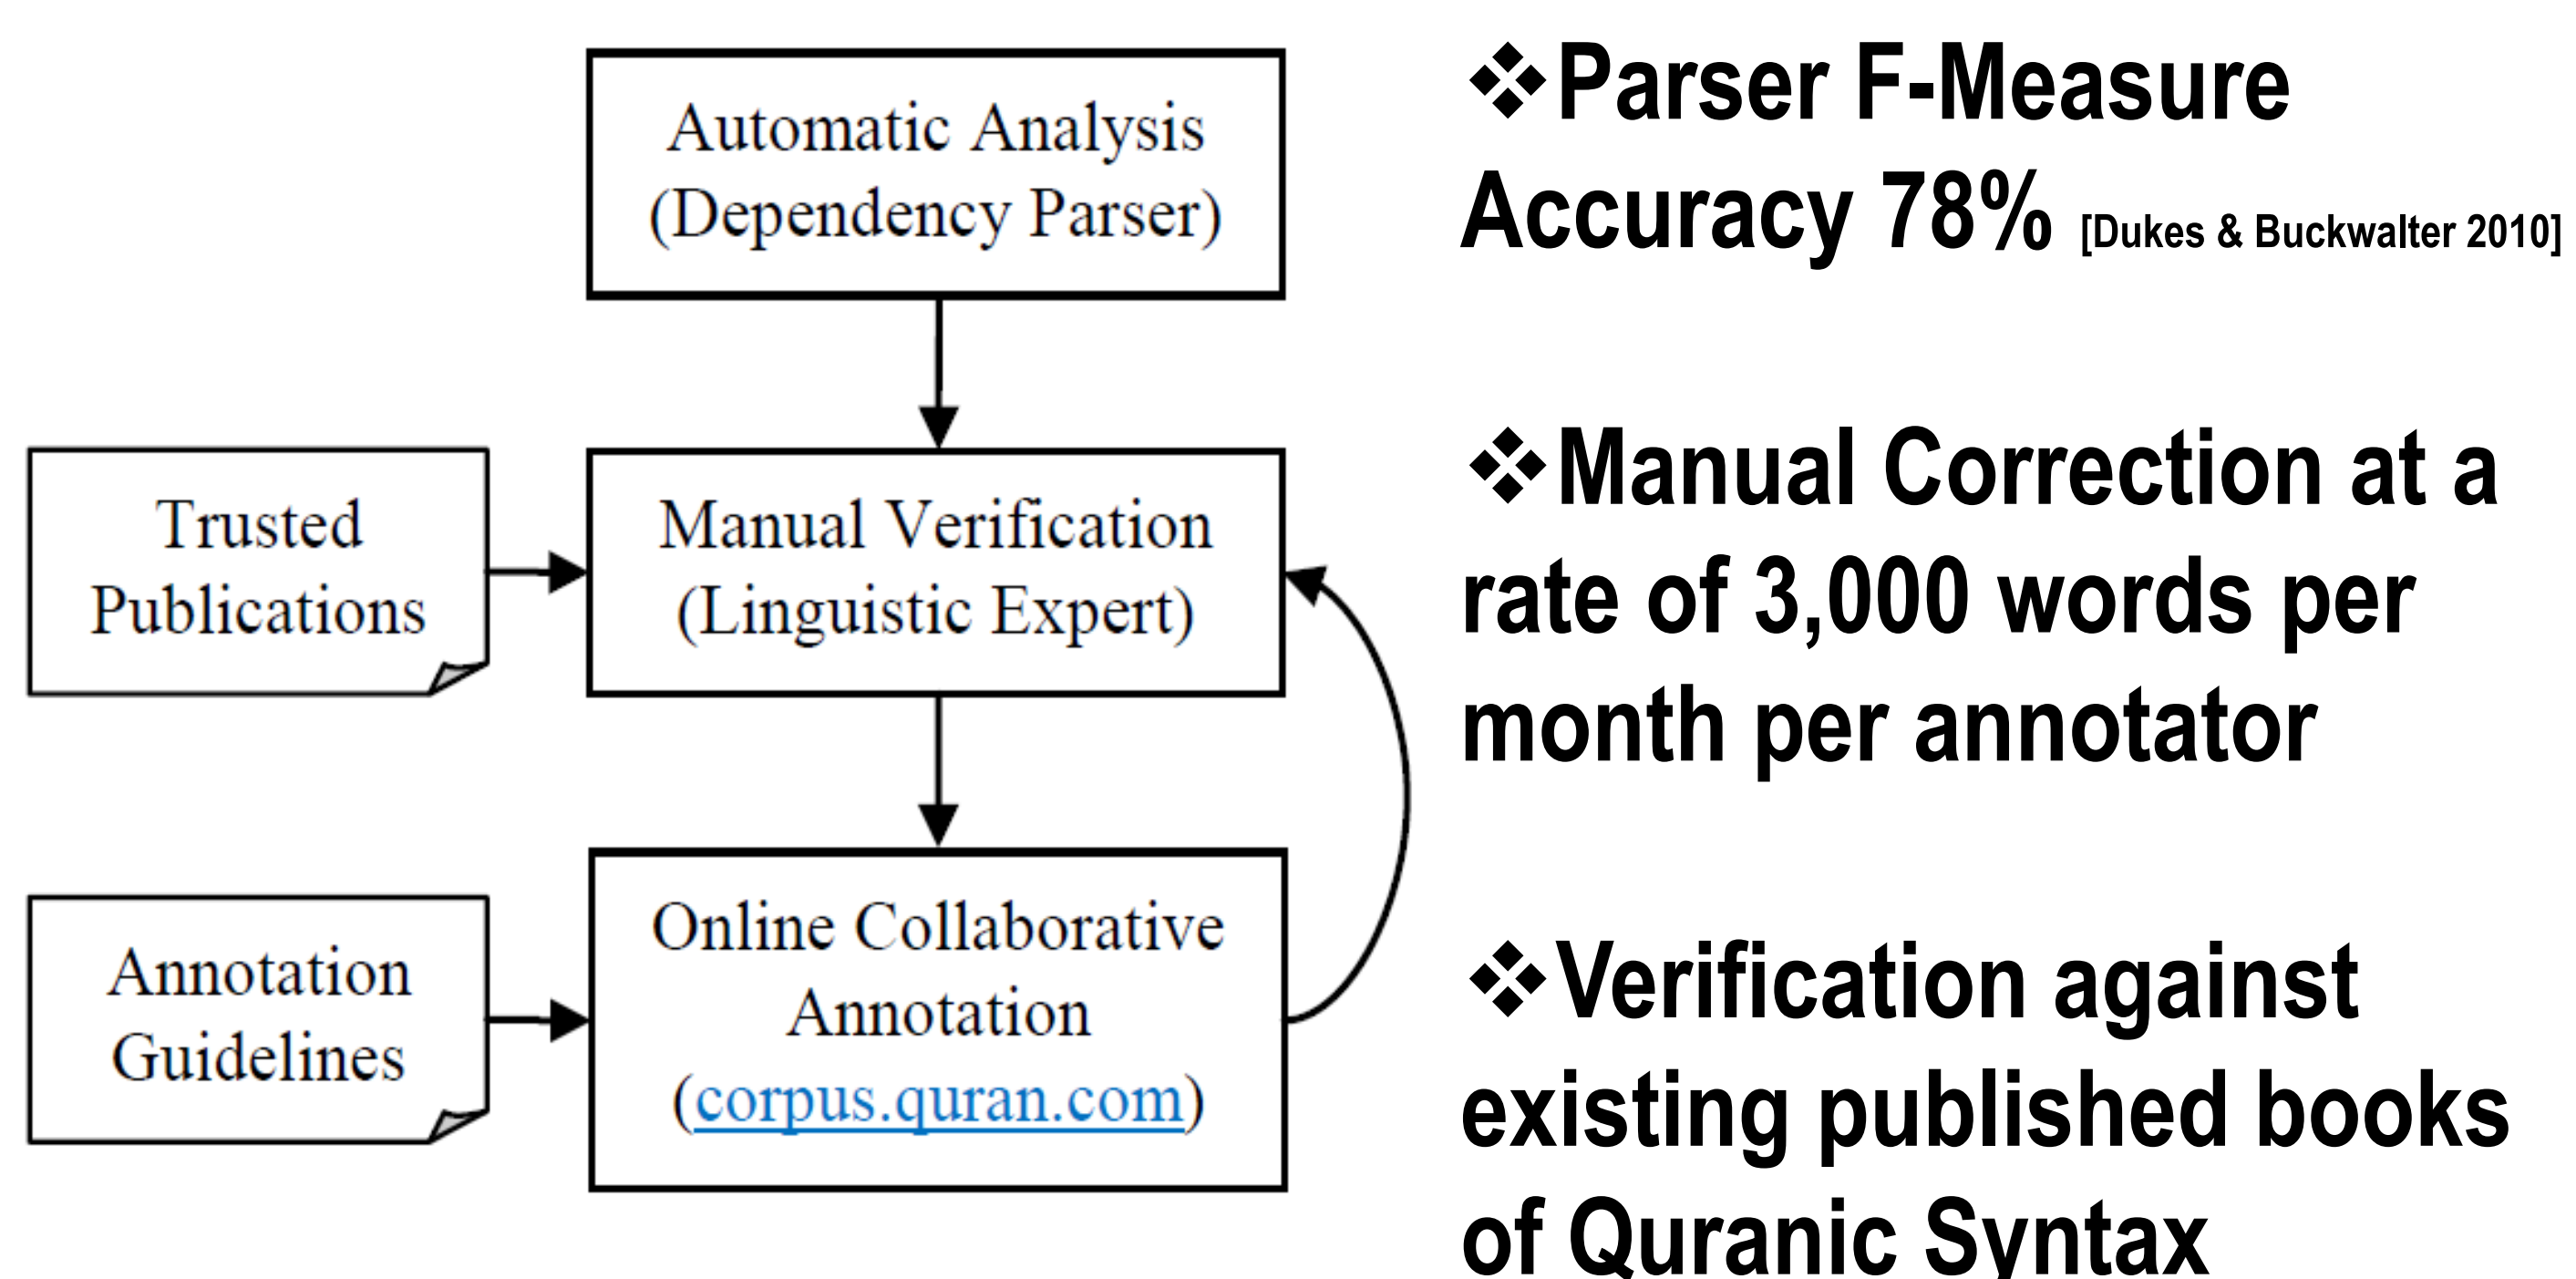 Automatic Analysis
(Dependency Parser)
Trusted
Publications
Manual Verification
(Linguistic Expert)
Annotation
Guidelines
Online Collaborative
Annotation
(corpus.quran.com)
❖Parser F-Measure
Accuracy 78% [Dukes & Buckwalter 2010]
❖Manual Correction at a
rate of 3,000 words per
month per annotator
❖Verification against
existing published books
of Quranic Syntax